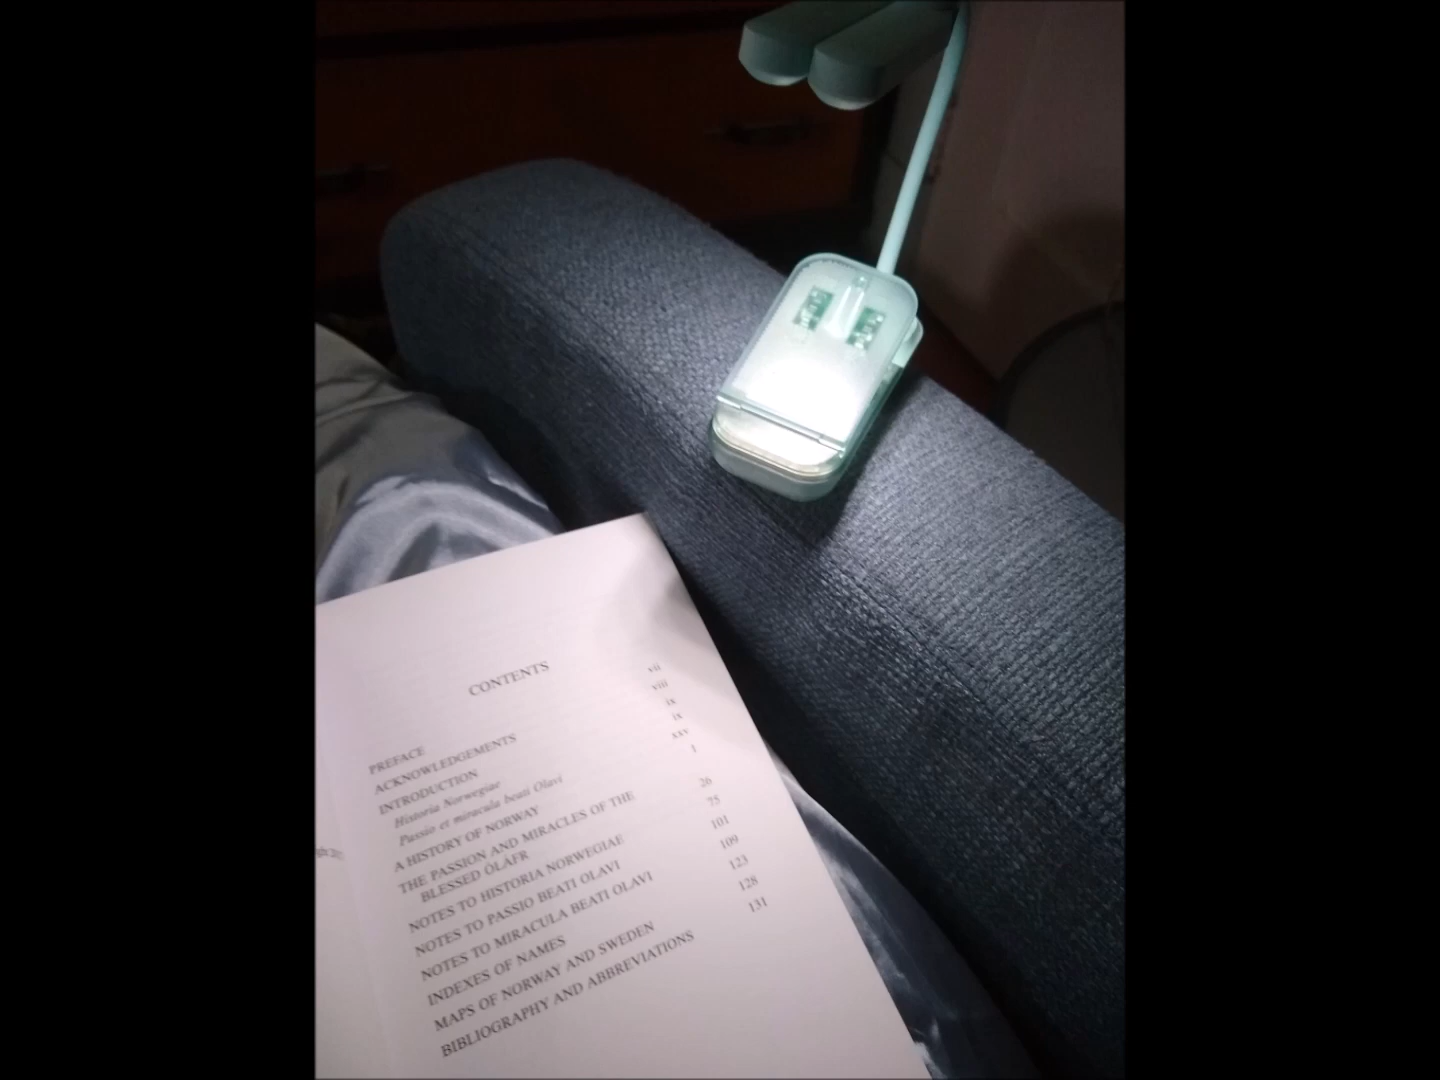 CONTENTS
PREFACE vii
ACKNOWLEDGEMENTS viii
INTRODUCTION ix
Historia Norwegiae ix
Passio et miracula beati Olavi xxv
A HISTORY OF NORWAY 1
THE PASSION AND MIRACLES OF THE
BLESSED ÓLÁFR 26
NOTES TO HISTORIA NORWEGIAE 75
NOTES TO PASSIO BEATI OLAVI 101
NOTES TO MIRACULA BEATI OLAVI 109
INDEXES OF NAMES 123
MAPS OF NORWAY AND SWEDEN 128
BIBLIOGRAPHY AND ABBREVIATIONS 131